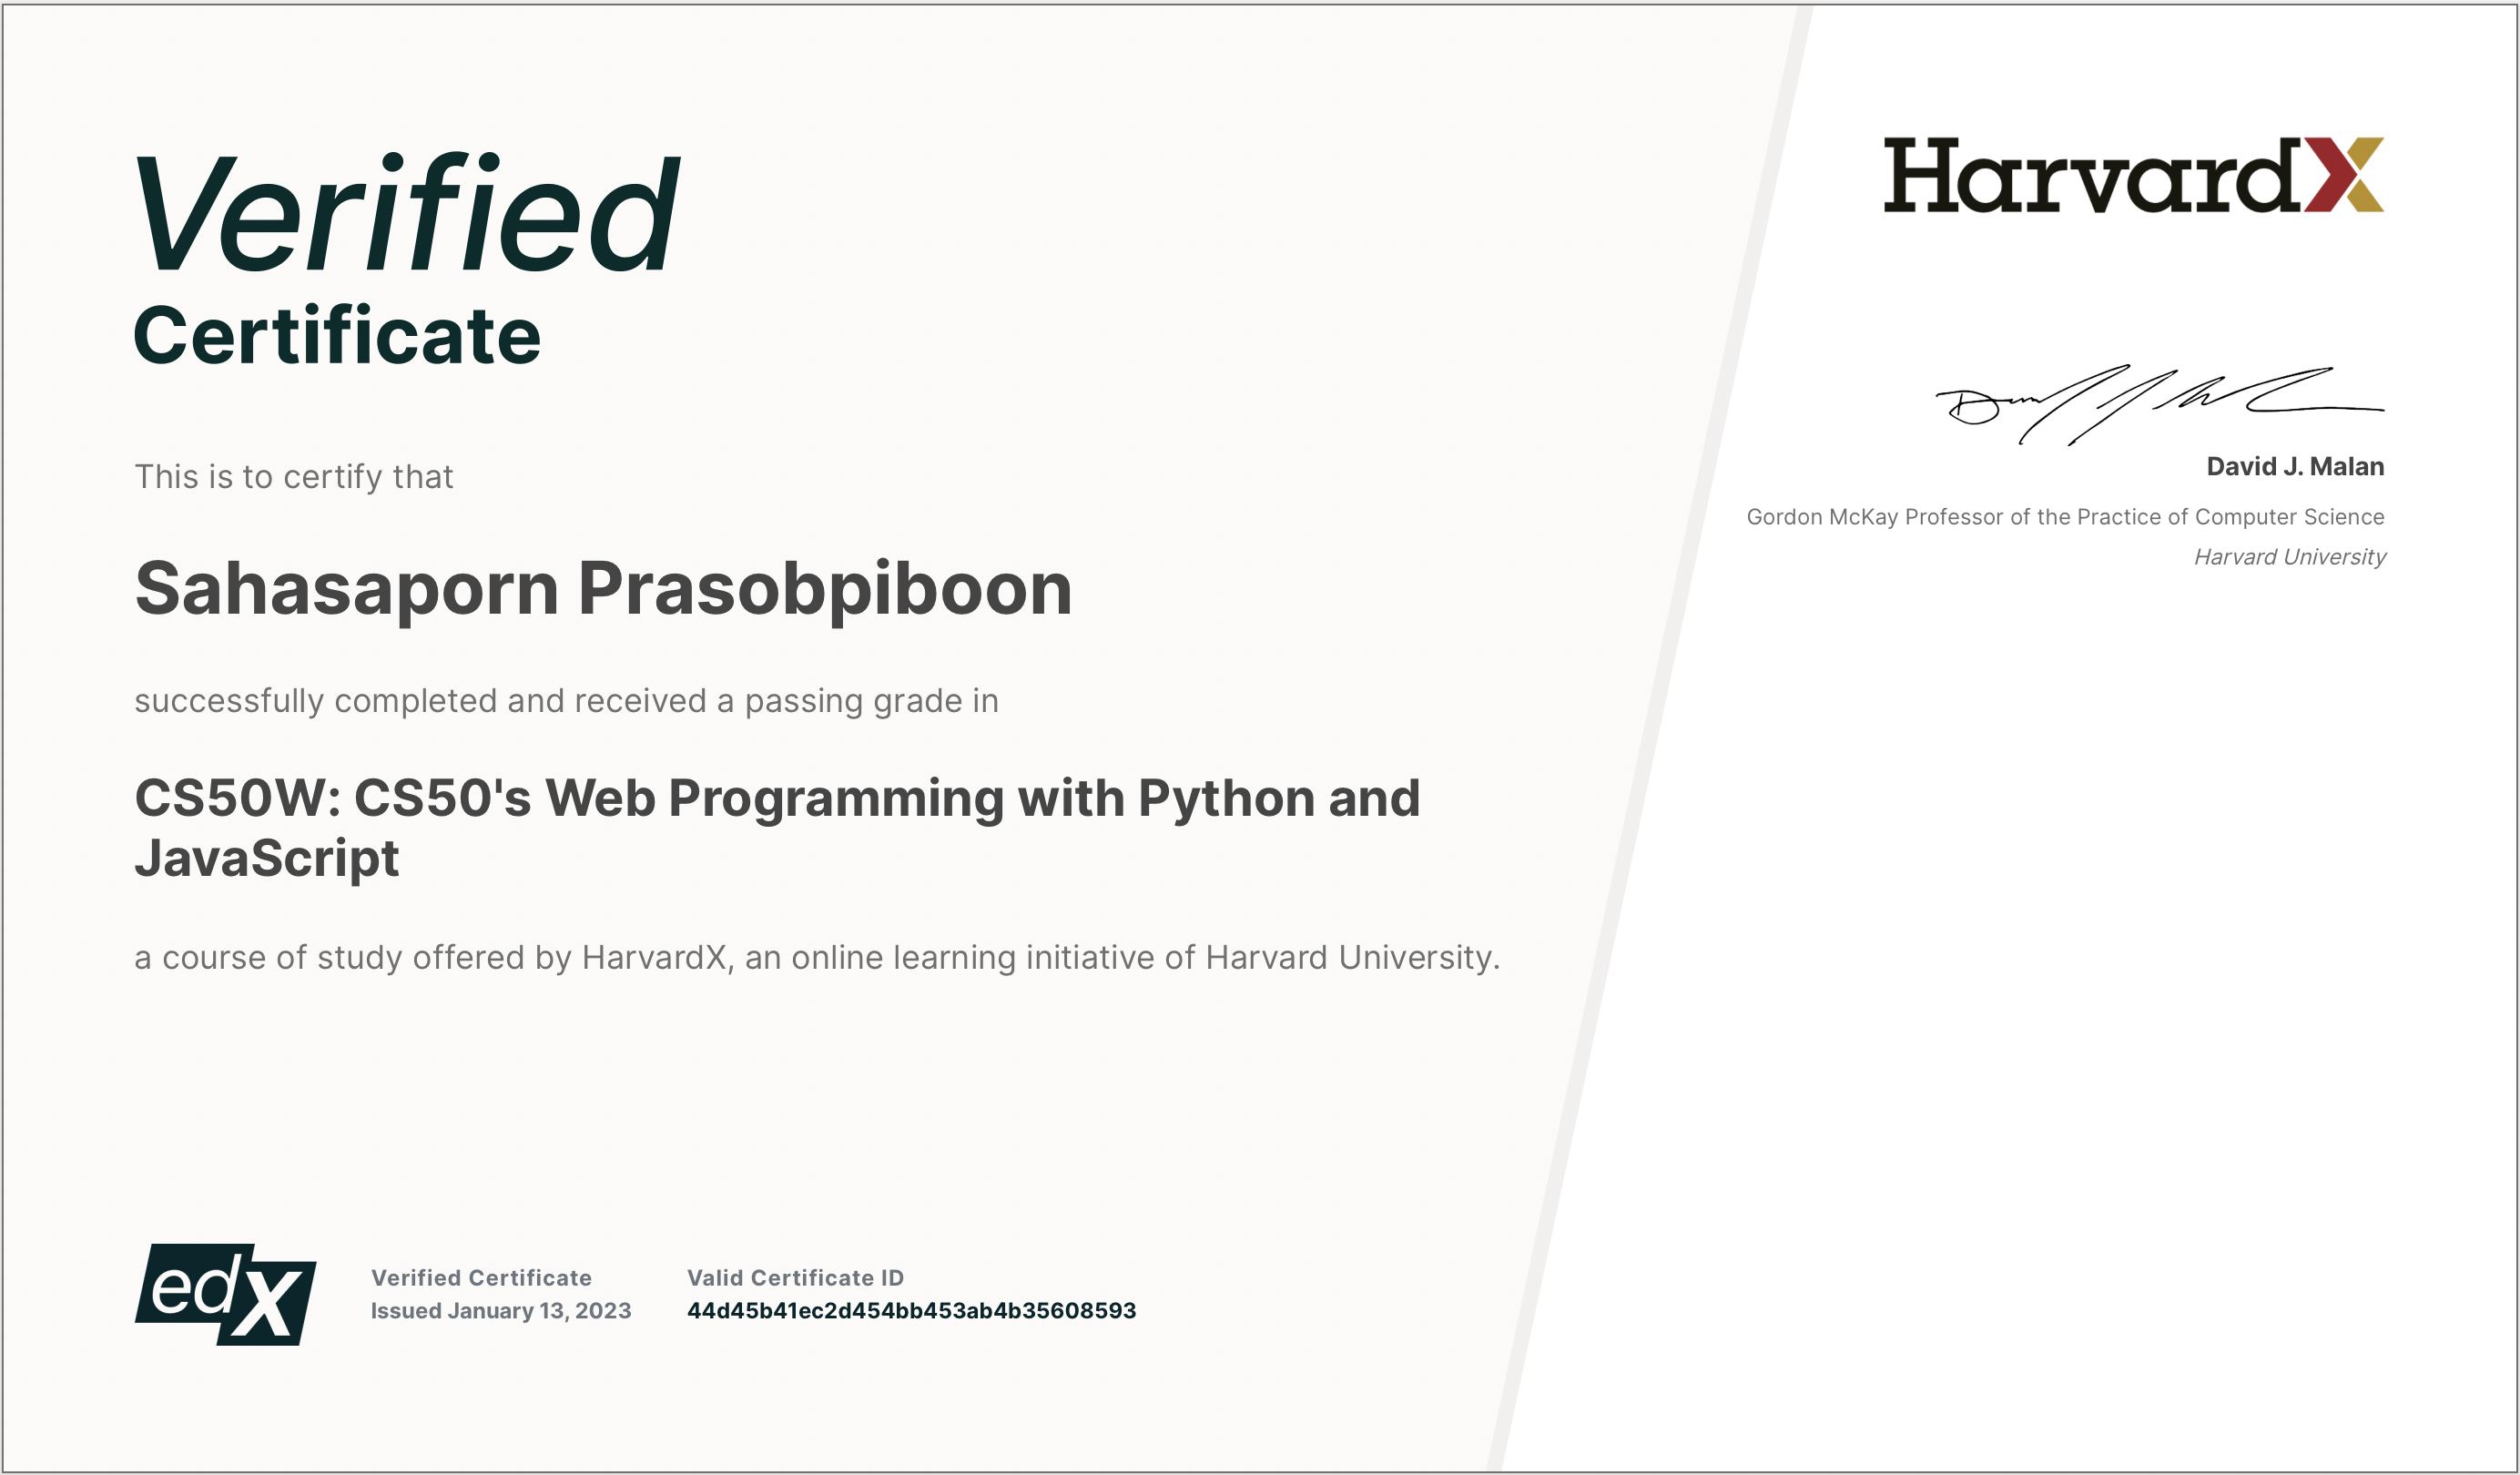 Verified
Certificate
This is to certify that
Sahasaporn Prasobpiboon
successfully completed and received a passing grade in
CS50W: CS50's Web Programming with Python and
JavaScript
a course of study offered by HarvardX, an online learning initiative of Harvard University.
edX
Verified Certificate
Issued January 13, 2023
Valid Certificate ID
44d45b41ec2d454bb453ab4b35608593
HarvardX
David J. Malan
Gordon McKay Professor of the Practice of Computer Science
Harvard University